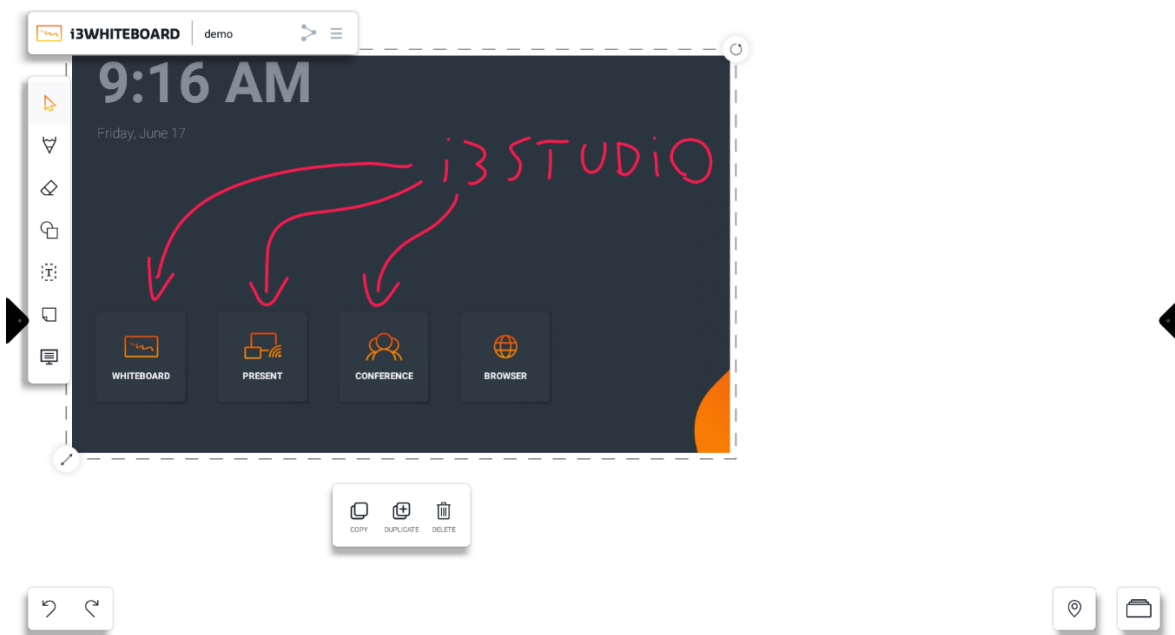 i3WHITEBOARD demo
9:16 AM
Friday, June 17
i3STUDiO
WHITEBOARD PRESENT CONFERENCE BROWSER
COPY DUPLICATE DELETE